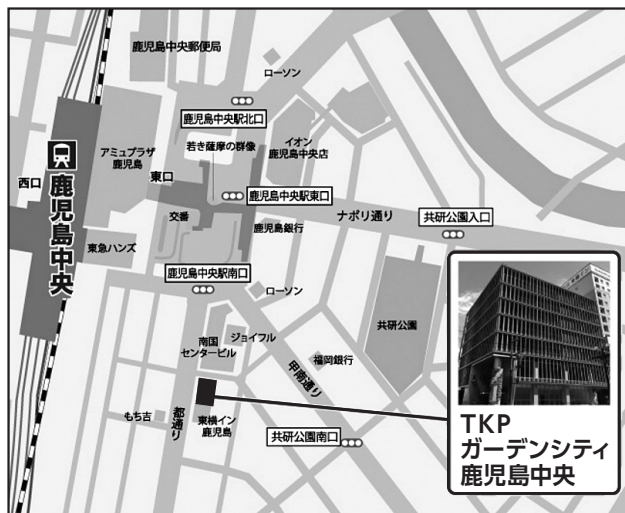 鹿児島中央郵便局
ローソン
鹿児島中央駅北口
アミュプラザ
鹿児島
若き薩摩の群像
イオン
鹿児島中央店
西口
東口
鹿児島中央
鹿児島中央駅東口
ナポリ通り
共研公園入口
交番
鹿児島銀行
東急ハンズ
鹿児島中央駅南口
ローソン
共研公園
南国
センタービル
ジョイフル
福岡銀行
甲南通り
もち吉
都通り
東横イン
鹿児島
共研公園南口
TKP
ガーデンシティ
鹿児島中央